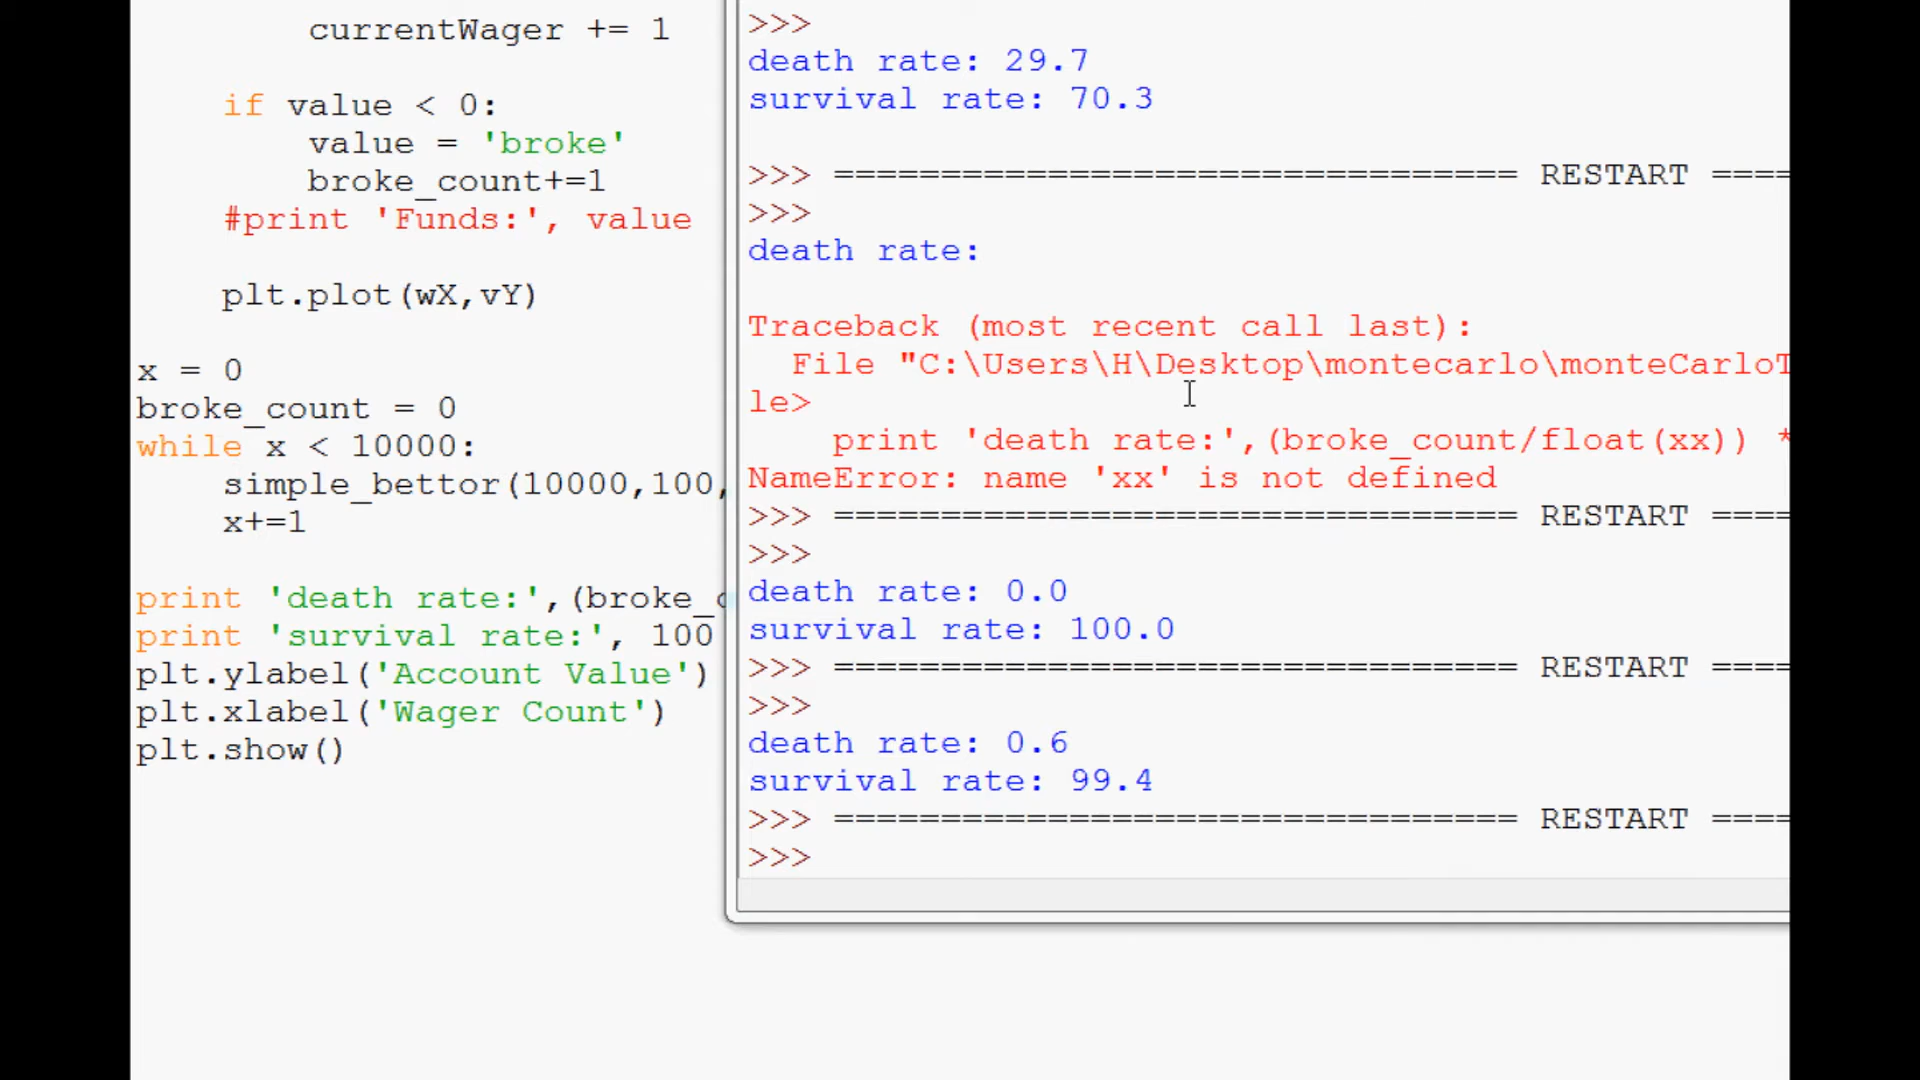 currentWager += 1
if value < 0:
value = 'broke'
broke_count+=1
#print 'Funds:', value
plt.plot(wX,vY)
x = 0
broke_count = 0
while x < 10000:
simple_bettor(10000,100,
x+=1
print 'death rate:',(broke_c
print 'survival rate:', 100
plt.ylabel('Account Value')
plt.xlabel('Wager Count')
plt.show()
>>>
death rate: 29.7
survival rate: 70.3
>>> ================================ RESTART ====
>>>
death rate:
Traceback (most recent call last):
File "C:\Users\H\Desktop\montecarlo\monteCarloT
le>
print 'death rate:',(broke_count/float(xx)) *
NameError: name 'xx' is not defined
>>> ================================ RESTART ====
>>>
death rate: 0.0
survival rate: 100.0
>>> ================================ RESTART ====
>>>
death rate: 0.6
survival rate: 99.4
>>> ================================ RESTART ====
>>>